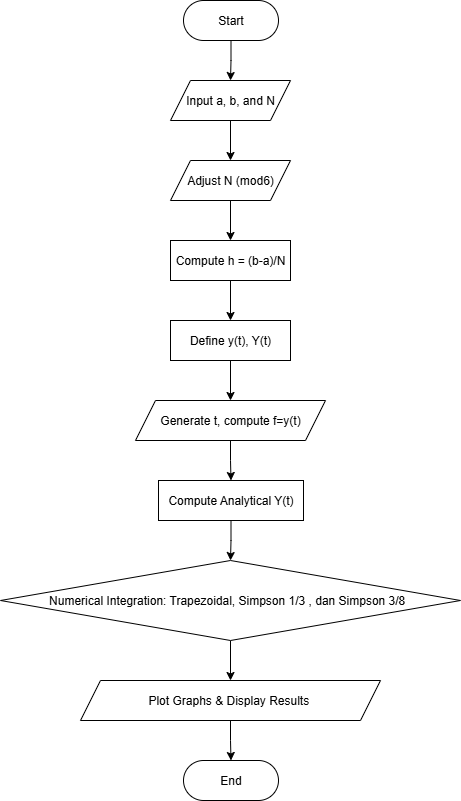 Start
Input a, b, and N
Adjust N (mod6)
Compute h = (b-a)/N
Define y(t), Y(t)
Generate t, compute f=y(t)
Compute Analytical Y(t)
Numerical Integration: Trapezoidal, Simpson 1/3 , dan Simpson 3/8
Plot Graphs & Display Results
End